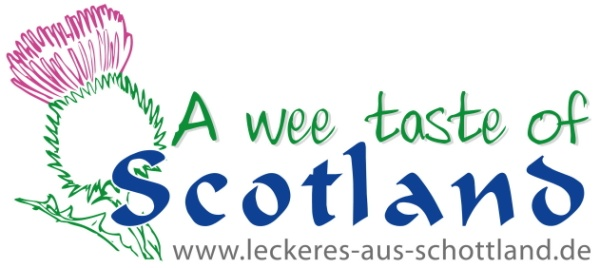 A wee taste of
Scotland
www.leckeres-aus-schottland.de